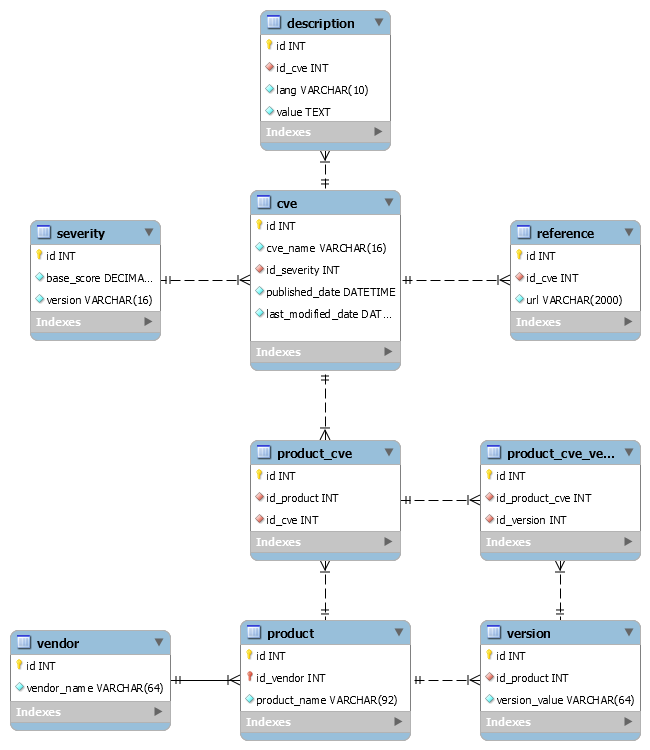 description
id INT
id_cve INT
lang VARCHAR(10)
value TEXT
Indexes
cve
id INT
cve_name VARCHAR(16)
id_severity INT
published_date DATETIME
last_modified_date DAT...
Indexes
severity
id INT
base_score DECIMA...
version VARCHAR(16)
Indexes
reference
id INT
id_cve INT
url VARCHAR(2000)
Indexes
product_cve
id INT
id_product INT
id_cve INT
Indexes
product_cve_ve...
id INT
id_product_cve INT
id_version INT
Indexes
vendor
id INT
vendor_name VARCHAR(64)
Indexes
product
id INT
id_vendor INT
product_name VARCHAR(92)
Indexes
version
id INT
id_product INT
version_value VARCHAR(64)
Indexes